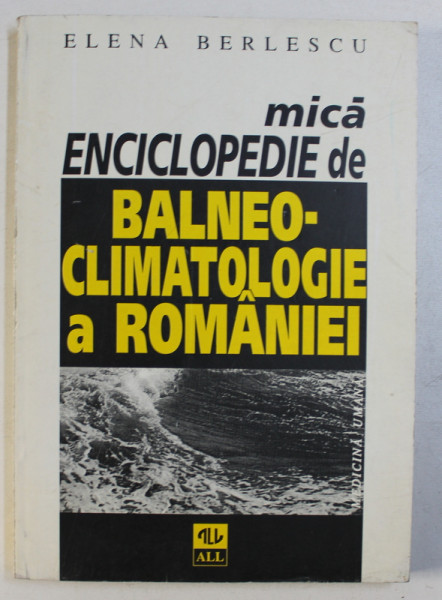 ELENA BERLESCU
mică
ENCICLOPEDIE de
BALNEO-
CLIMATOLOGIE
a ROMÂNIEI
MEDICINĂ UMANĂ
ALL
ALL